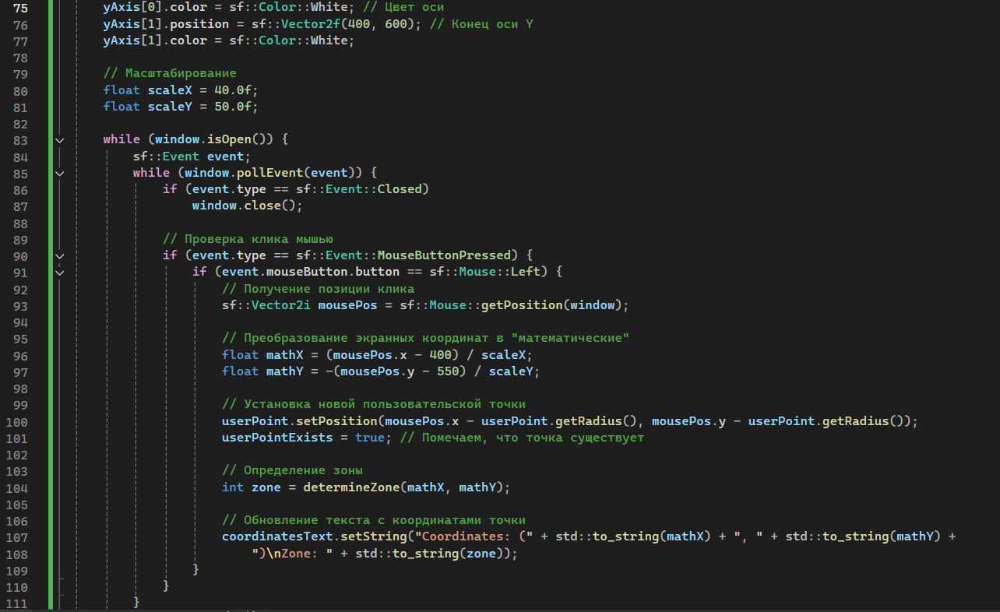 75 yAxis[0].color = sf::Color::White; // Цвет оси
76 yAxis[1].position = sf::Vector2f(400, 600); // Конец оси Y
77 yAxis[1].color = sf::Color::White;
78
79 // Масштабирование
80 float scaleX = 40.0f;
81 float scaleY = 50.0f;
82
83 while (window.isOpen()) {
84 sf::Event event;
85 while (window.pollEvent(event)) {
86 if (event.type == sf::Event::Closed)
87 window.close();
88
89 // Проверка клика мышью
90 if (event.type == sf::Event::MouseButtonPressed) {
91 if (event.mouseButton.button == sf::Mouse::Left) {
92 // Получение позиции клика
93 sf::Vector2i mousePos = sf::Mouse::getPosition(window);
94
95 // Преобразование экранных координат в "математические"
96 float mathX = (mousePos.x - 400) / scaleX;
97 float mathY = -(mousePos.y - 550) / scaleY;
98
99 // Установка новой пользовательской точки
100 userPoint.setPosition(mousePos.x - userPoint.getRadius(), mousePos.y - userPoint.getRadius());
101 userPointExists = true; // Помечаем, что точка существует
102
103 // Определение зоны
104 int zone = determineZone(mathX, mathY);
105
106 // Обновление текста с координатами точки
107 coordinatesText.setString("Coordinates: (" + std::to_string(mathX) + ", " + std::to_string(mathY) +
108 ")\nZone: " + std::to_string(zone));
109 }
110 }
111 }